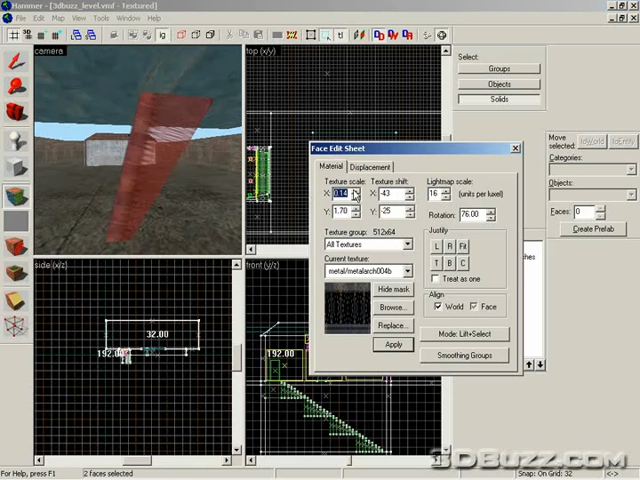 Hammer - [3dbuzz_level.vmf - Textured]
File Edit Map View Tools
camera
top (x/y)
side (x/z)
front (y/z)
32.00
192.00
192.00
Select:
Groups
Objects
Solids
Move selected:
toWorld
toEntity
Categories:
Objects:
Faces: 0
Create Prefab
Face Edit Sheet
Material
Displacement
Texture scale: Texture shift: Lightmap scale:
X: 0.14 X: -43 16 (units per luxel)
Y: 1.70 Y: -25 Rotation: 76.00
Texture group: 512x64
All Textures
Current texture:
metal/metalarch004b
Hide mask
Browse...
Replace...
Apply
Justify
L R Fit
T B C
Treat as one
Align
World Face
Mode: Lift+Select
Smoothing Groups
For Help, press F1
2 faces selected
Snap: On Grid: 32
<->
3DBUZZ.COM